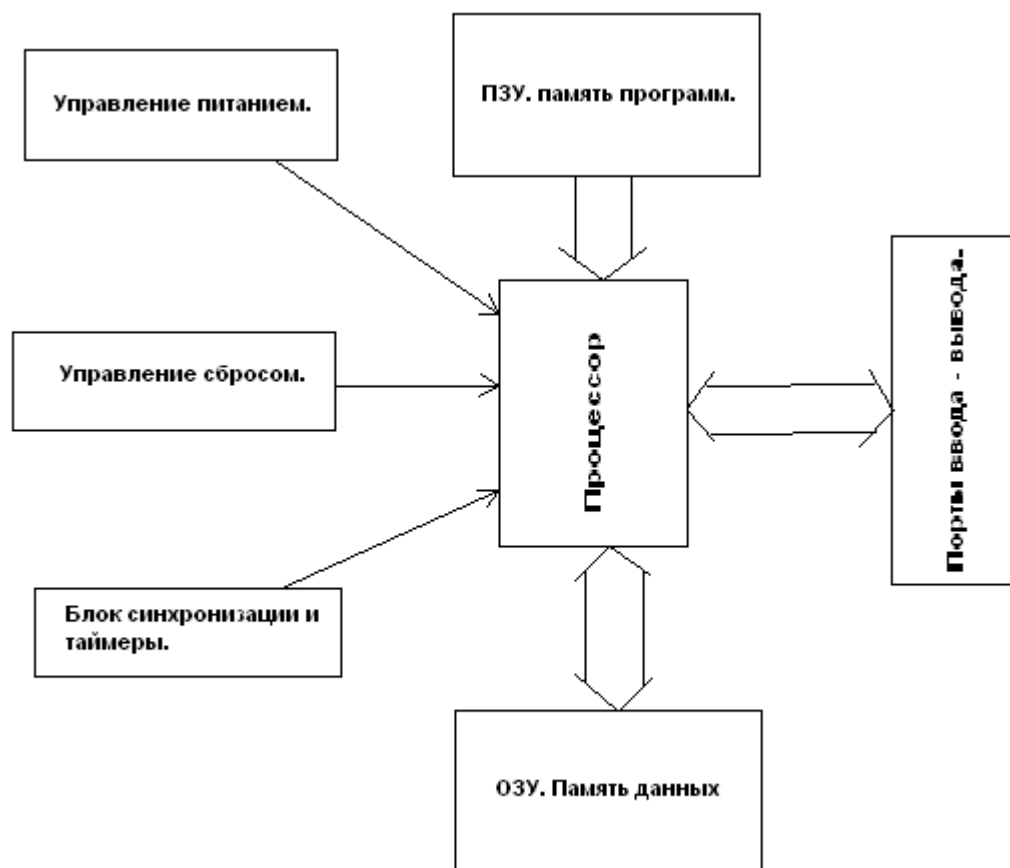 Управление питанием.
ПЗУ. память программ.
Управление сбросом.
Процессор
Порты ввода - вывода.
Блок синхронизации и
таймеры.
ОЗУ. Память данных